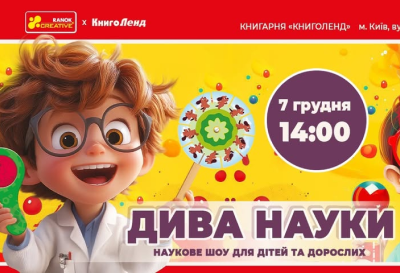 RANOK
CREATIVE
x
КнигоЛенд
КНИГАРНЯ «КНИГОЛЕНД»
м. Київ, ву
7 грудня
14:00
ДИВА НАУКИ
НАУКОВЕ ШОУ ДЛЯ ДІТЕЙ ТА ДОРОСЛИХ